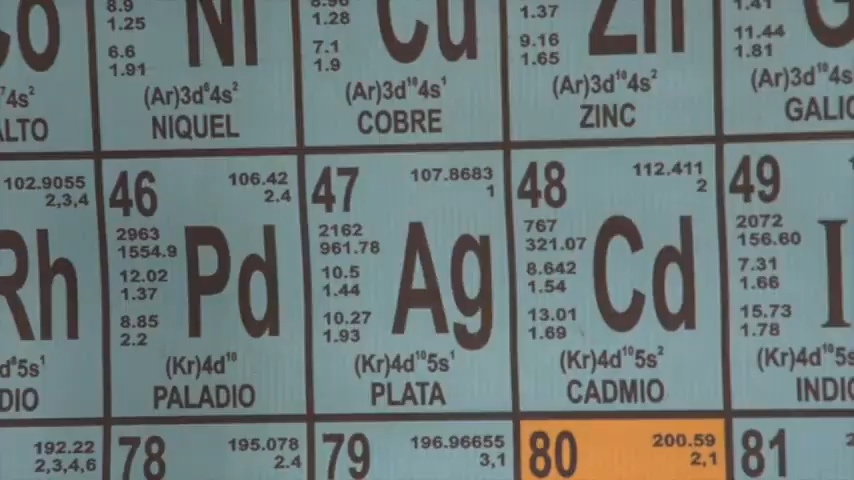 8.9
1.25
6.6
1.91
Ni
(Ar)3d⁸4s²
NIQUEL
8.96
1.28
7.1
1.9
Cu
(Ar)3d¹⁰4s¹
COBRE
1.37
9.16
1.65
Zn
(Ar)3d¹⁰4s²
ZINC
1.41
11.44
1.81
(Ar)3d¹⁰4s
102.9055
2,3,4
Rh
46
106.42
2.4
2963
1554.9
12.02
1.37
8.85
2.2
Pd
(Kr)4d¹⁰
PALADIO
47
107.8683
1
2162
961.78
10.5
1.44
10.27
1.93
Ag
(Kr)4d¹⁰5s¹
PLATA
48
112.411
2
767
321.07
8.642
1.54
13.01
1.69
Cd
(Kr)4d¹⁰5s²
CADMIO
49
2072
156.60
7.31
1.66
15.73
1.78
I
(Kr)4d¹⁰5s
INDIO
192.22
2,3,4,6
78
195.078
2.4
79
196.96655
3,1
80
200.59
2,1
81